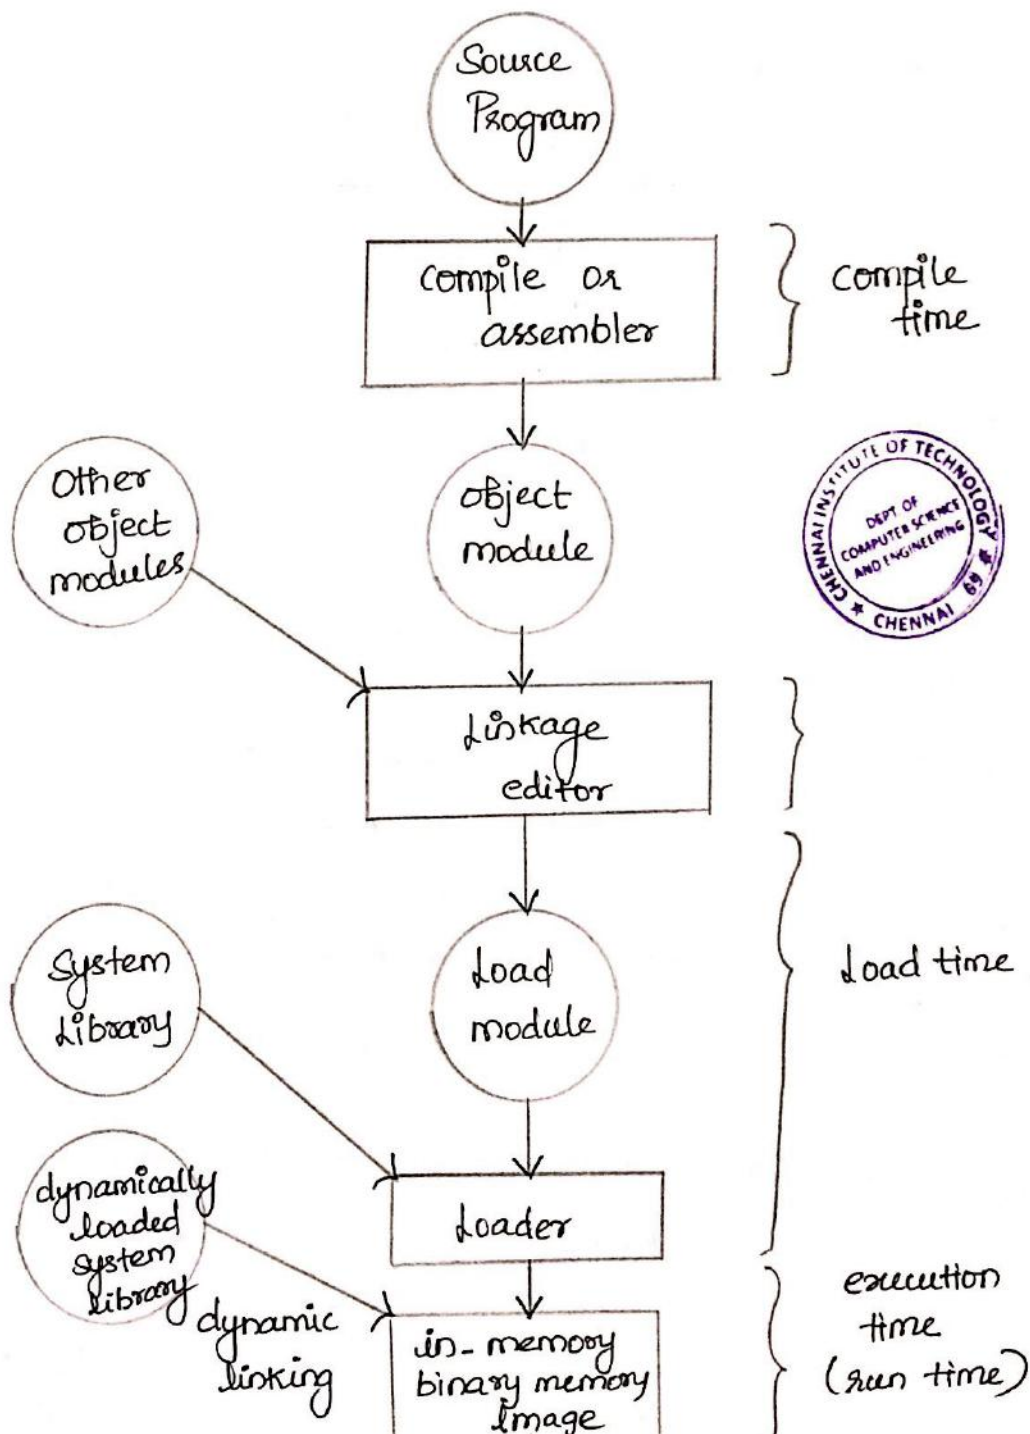 Source
Program
compile or
assembler
compile
time
Other
object
modules
object
module
CHENNAI INSTITUTE OF TECHNOLOGY
DEPT. OF
COMPUTER SCIENCE
AND ENGINEERING
★ CHENNAI 69 ★
Linkage
editor
System
Library
Load
module
Load time
dynamically
loaded
system
library
Loader
dynamic
linking
in-memory
binary memory
image
execution
time
(run time)